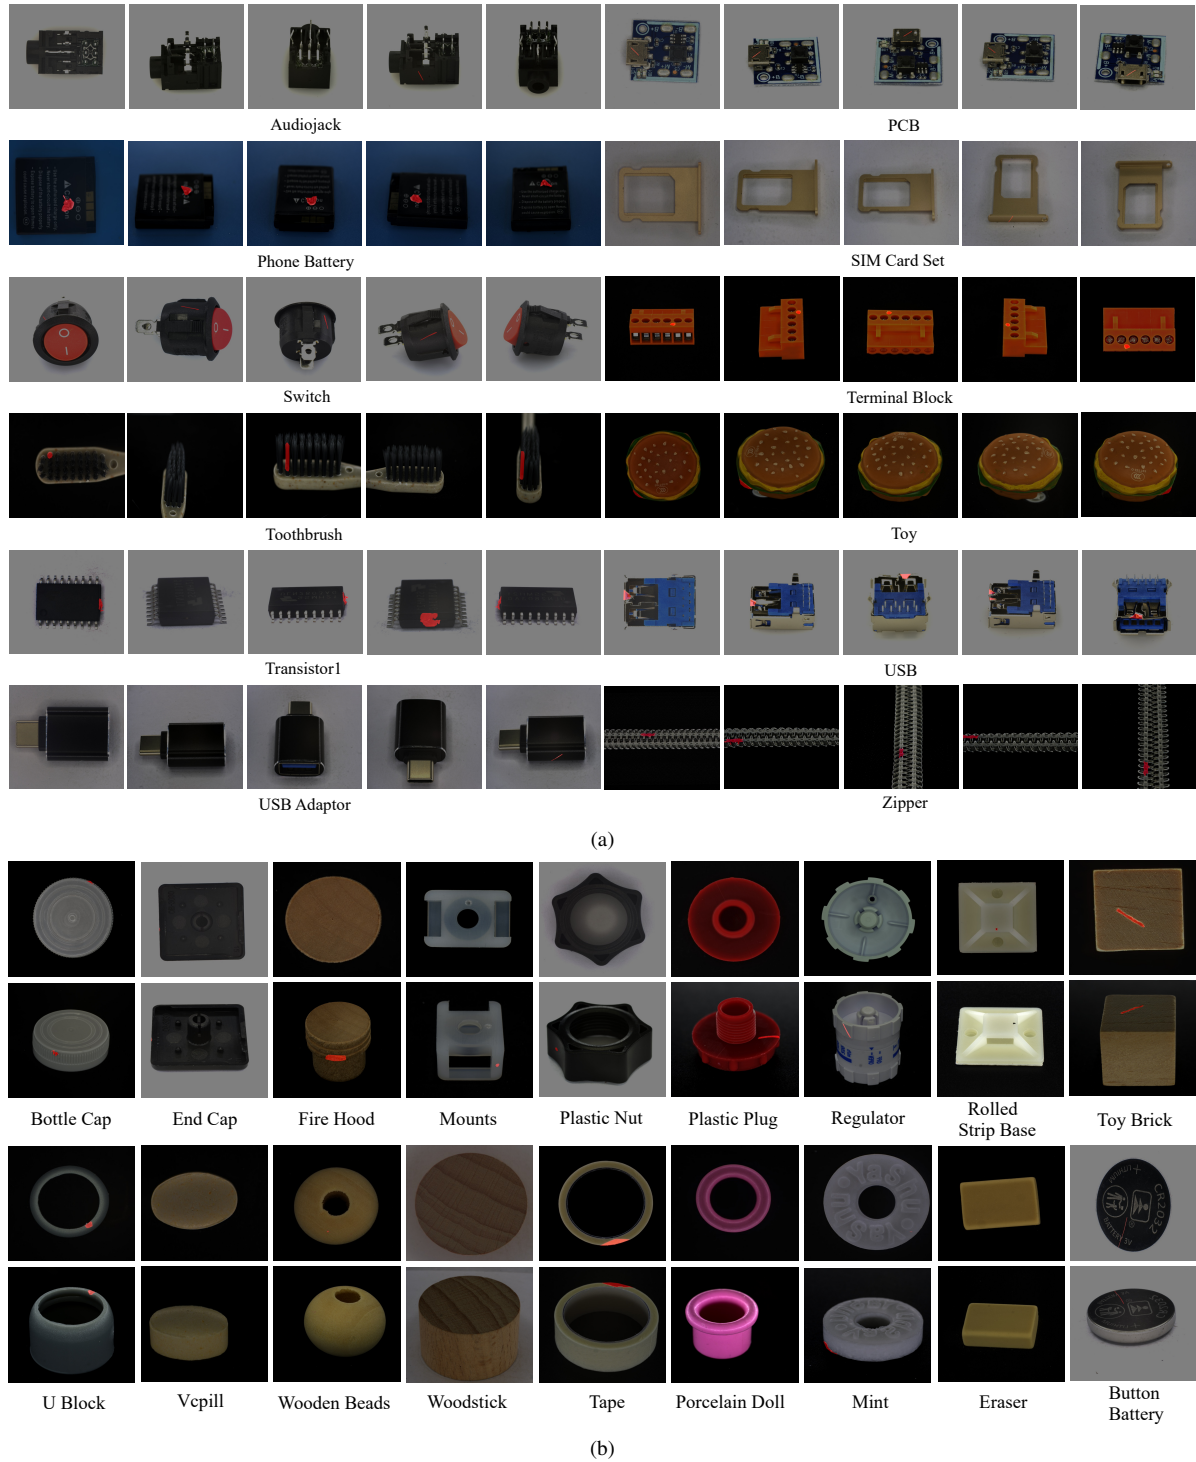 Audiojack
PCB
Phone Battery
SIM Card Set
Switch
Terminal Block
Toothbrush
Toy
Transistor1
USB
USB Adaptor
Zipper
(a)
Bottle Cap
End Cap
Fire Hood
Mounts
Plastic Nut
Plastic Plug
Regulator
Rolled
Strip Base
Toy Brick
CR2032
U Block
Vcpill
Wooden Beads
Woodstick
Tape
Porcelain Doll
Mint
Eraser
Button
Battery
(b)